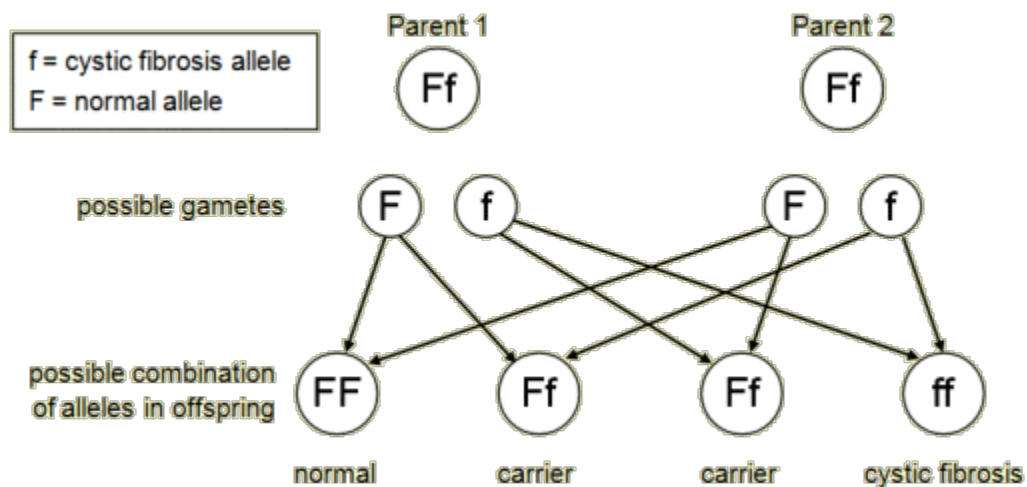 Parent 1
Parent 2
f = cystic fibrosis allele
F = normal allele
Ff
Ff
possible gametes
F
f
F
f
possible combination
of alleles in offspring
FF
Ff
Ff
ff
normal
carrier
carrier
cystic fibrosis